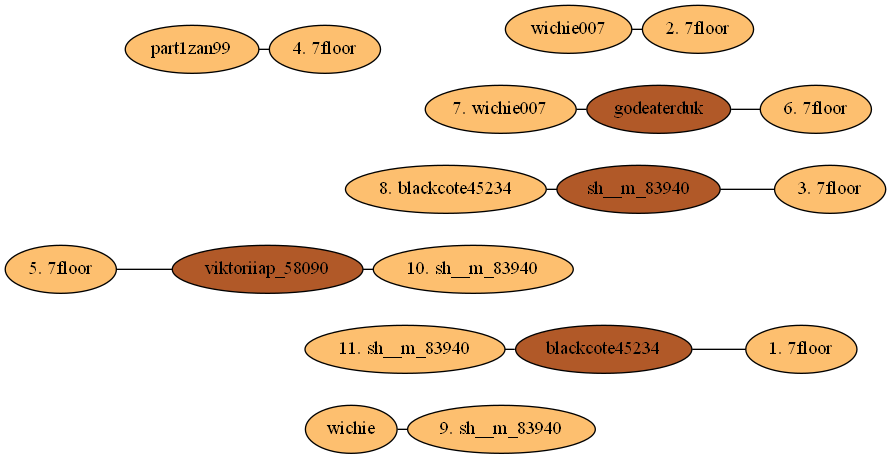 part1zan99
4. 7floor
wichie007
2. 7floor
7. wichie007
godeaterduk
6. 7floor
8. blackcote45234
sh__m_83940
3. 7floor
5. 7floor
viktoriiap_58090
10. sh__m_83940
11. sh__m_83940
blackcote45234
1. 7floor
wichie
9. sh__m_83940